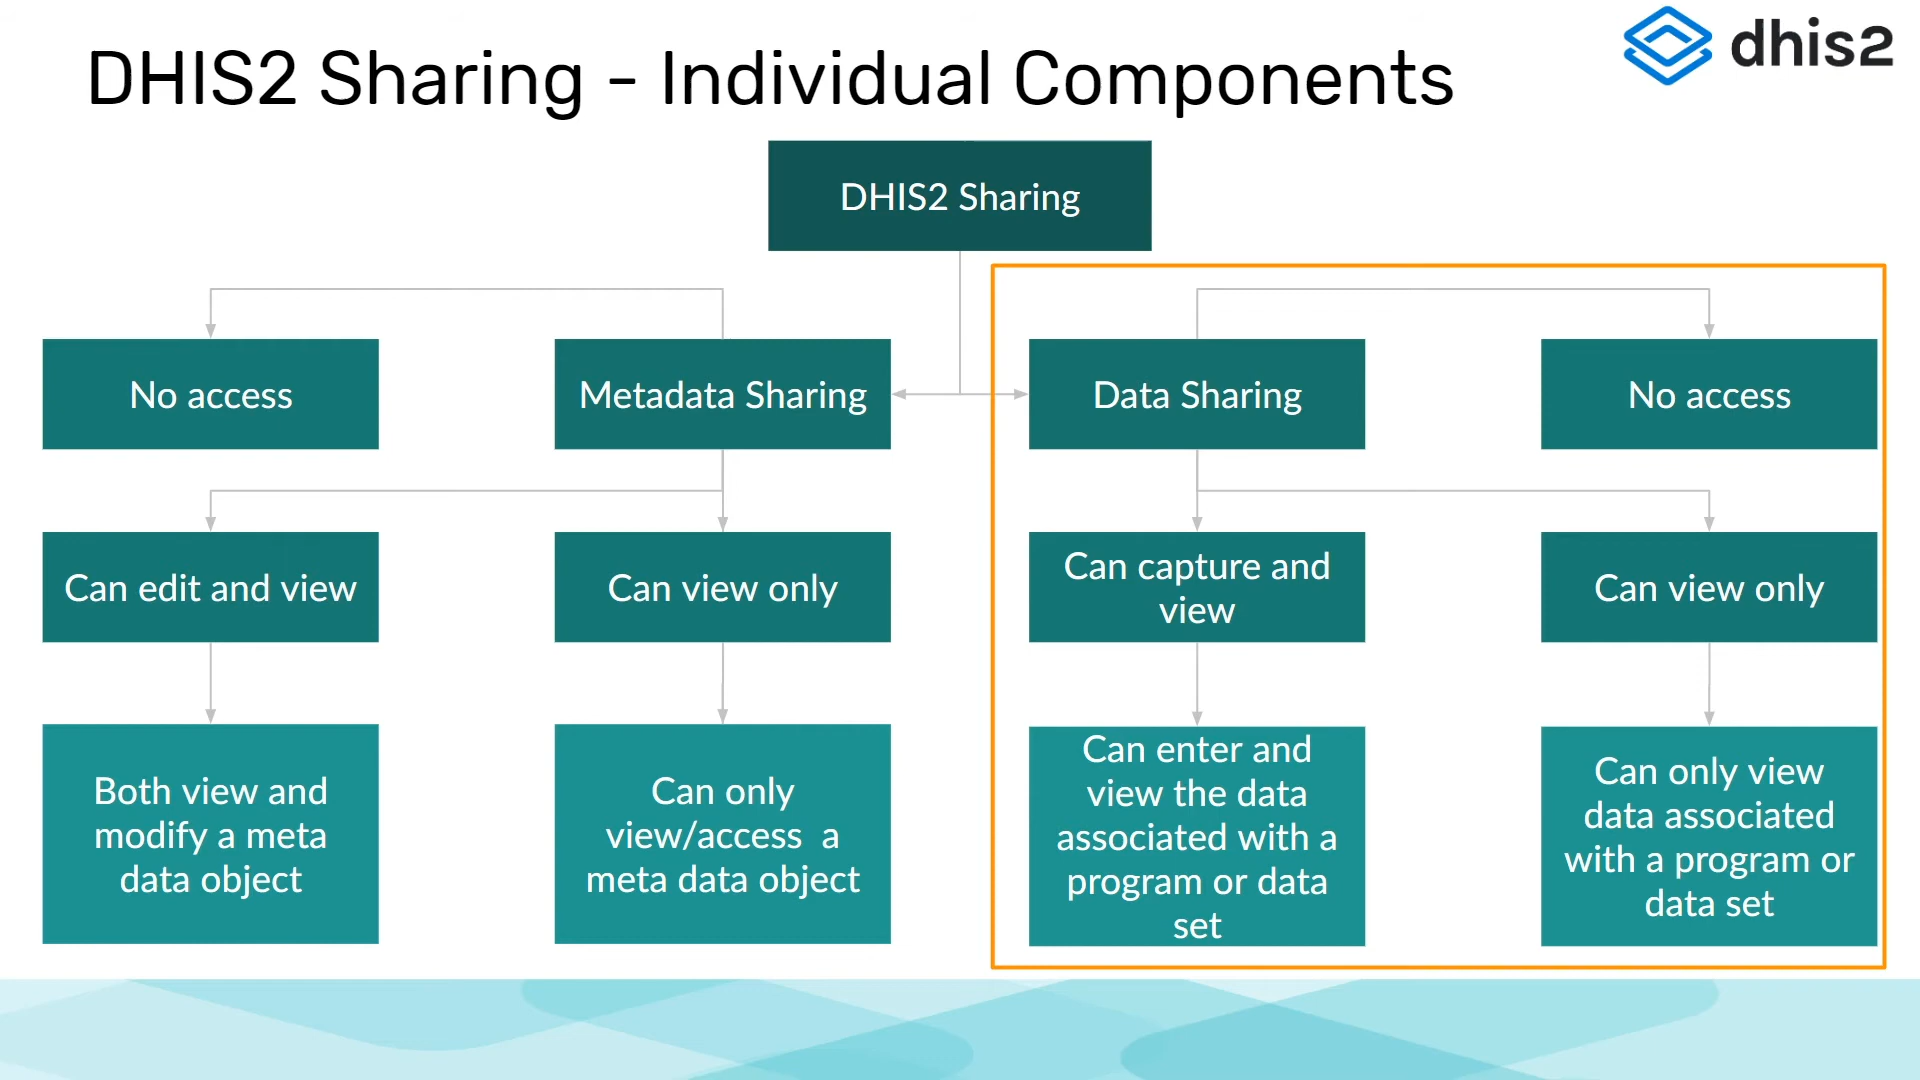 dhis2
DHIS2 Sharing - Individual Components
DHIS2 Sharing
No access
Metadata Sharing
Data Sharing
No access
Can edit and view
Can view only
Can capture and
view
Can view only
Both view and
modify a meta
data object
Can only
view/access a
meta data object
Can enter and
view the data
associated with a
program or data
set
Can only view
data associated
with a program or
data set